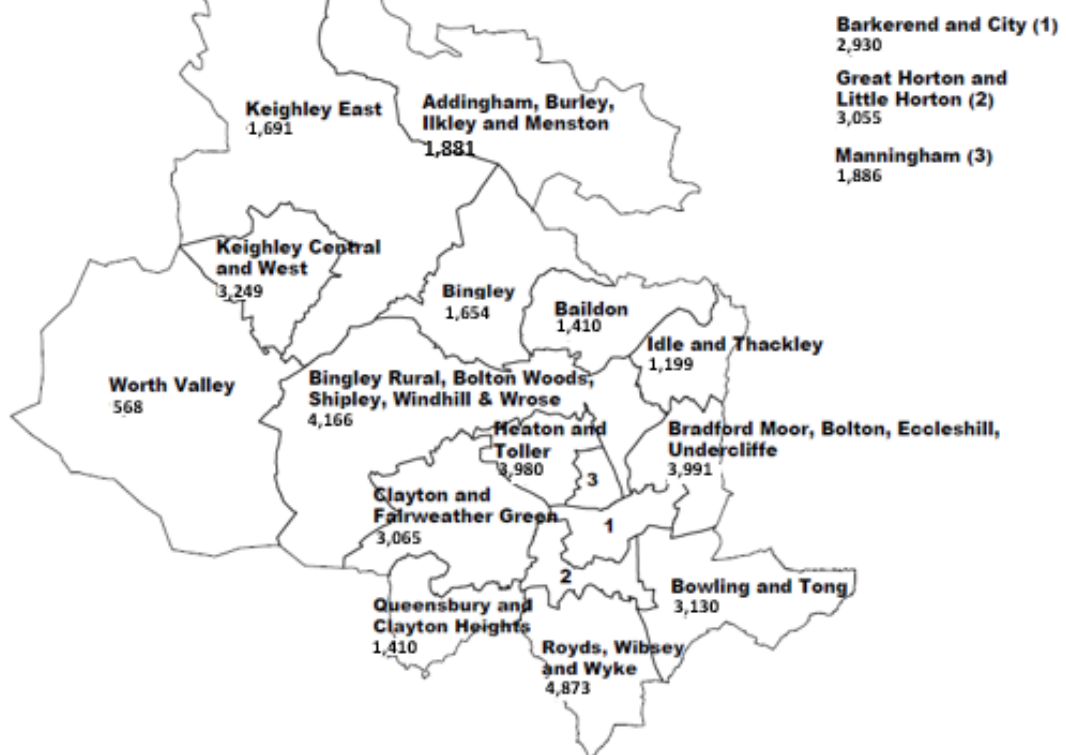 Barkerend and City (1)
2,930
Great Horton and
Little Horton (2)
3,055
Manningham (3)
1,886
Keighley East
1,691
Addingham, Burley,
Ilkley and Menston
1,881
Keighley Central
and West
3,249
Bingley
1,654
Baildon
1,410
Idle and Thackley
1,199
Worth Valley
568
Bingley Rural, Bolton Woods,
Shipley, Windhill & Wrose
4,166
Heaton and
Toller
3,980
Bradford Moor, Bolton, Eccleshill,
Undercliffe
3,991
3
Clayton and
Fairweather Green
3,065
1
2
Bowling and Tong
3,130
Queensbury and
Clayton Heights
1,410
Royds, Wibsey
and Wyke
4,873